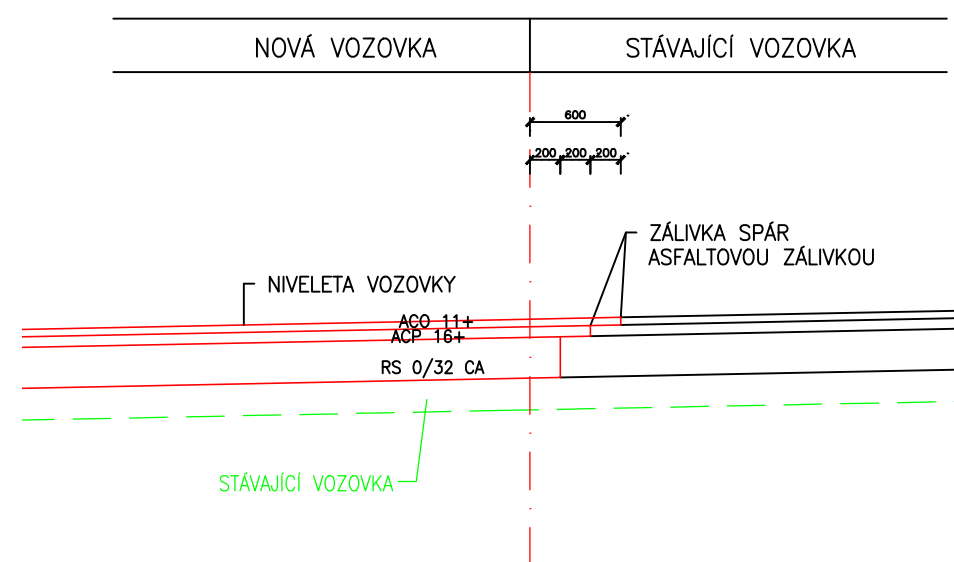 NOVÁ VOZOVKA
STÁVAJÍCÍ VOZOVKA
600
200 200 200
ZÁLIVKA SPÁR
ASFALTOVOU ZÁLIVKOU
NIVELETA VOZOVKY
ACO 11+
ACP 16+
RS 0/32 CA
STÁVAJÍCÍ VOZOVKA